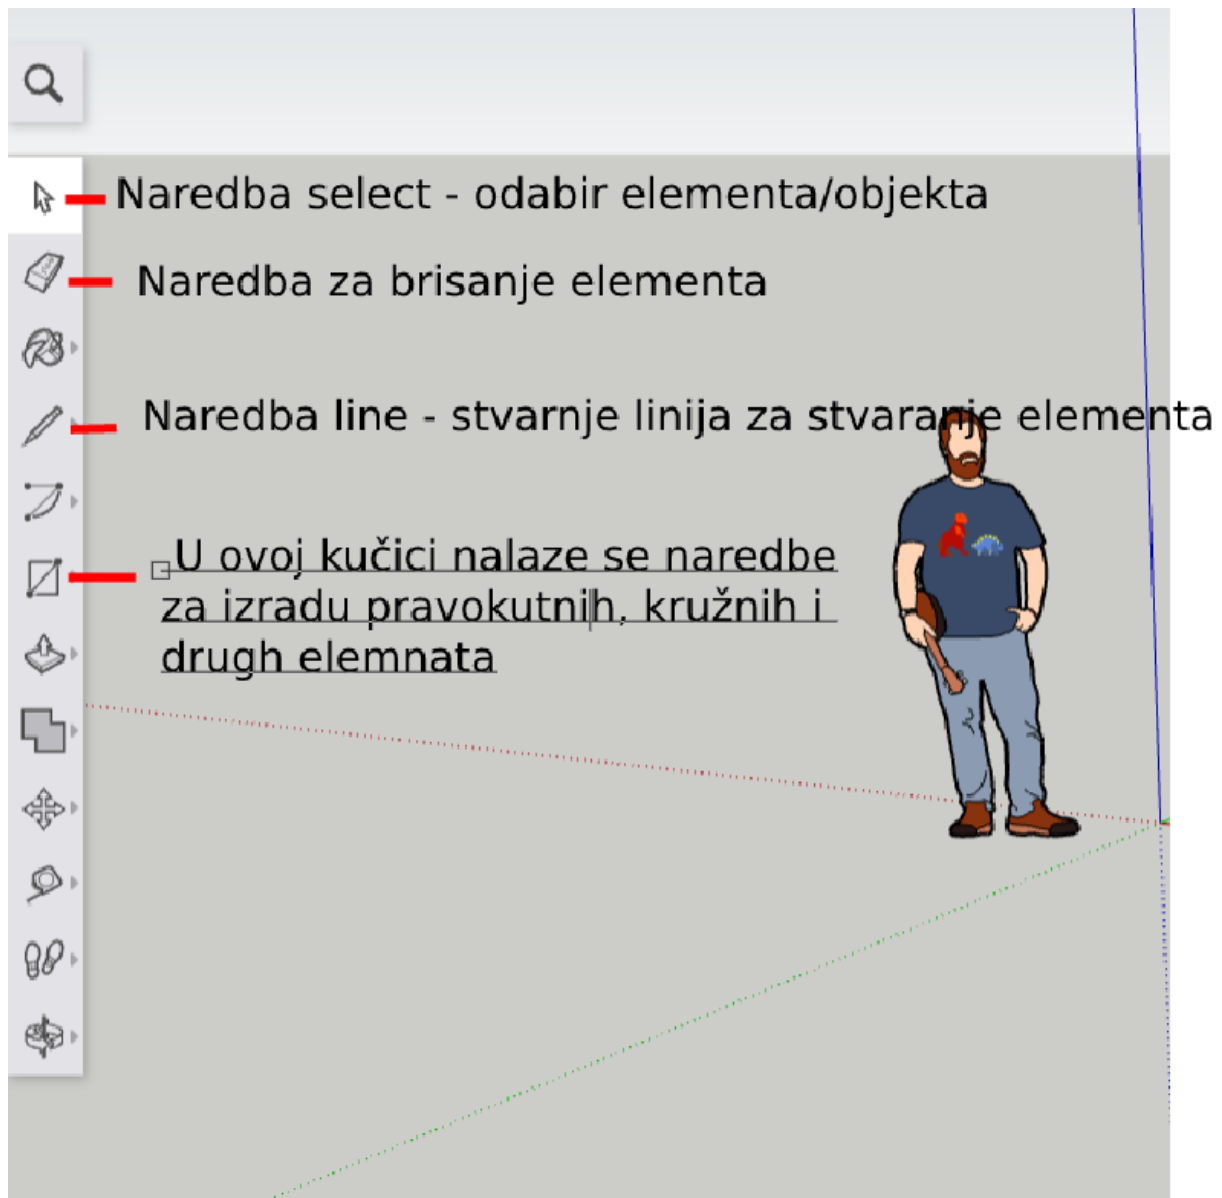 Naredba select - odabir elementa/objekta
Naredba za brisanje elementa
Naredba line - stvarnje linija za stvaranje elementa
U ovoj kučici nalaze se naredbe
za izradu pravokutnih, kružnih i
drugh elemnata